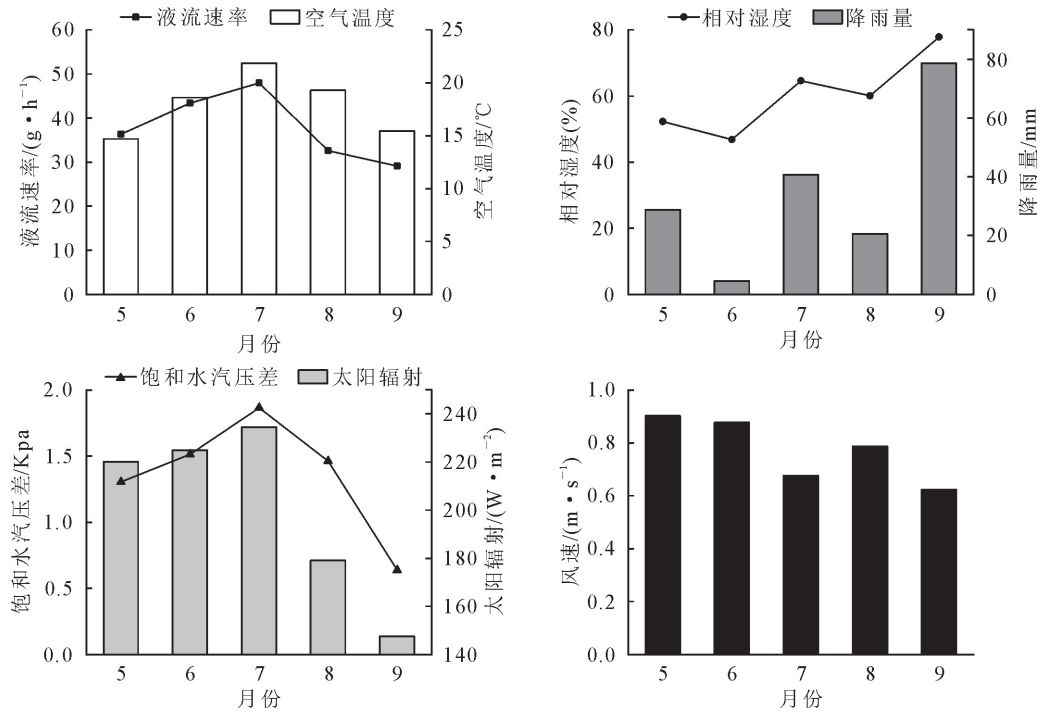 液流速率 空气温度
60
50
40
30
20
10
0
液流速率/(g·h⁻¹)
25
20
15
10
5
0
空气温度/℃
5 6 7 8 9
月份
相对湿度 降雨量
80
60
40
20
0
相对湿度(%)
80
60
40
20
0
降雨量/mm
5 6 7 8 9
月份
饱和水汽压差 太阳辐射
2.0
1.5
1.0
0.5
0.0
饱和水汽压差/Kpa
240
220
200
180
160
140
太阳辐射/(W·m⁻²)
5 6 7 8 9
月份
1.0
0.8
0.6
0.4
0.2
0.0
风速/(m·s⁻¹)
5 6 7 8 9
月份